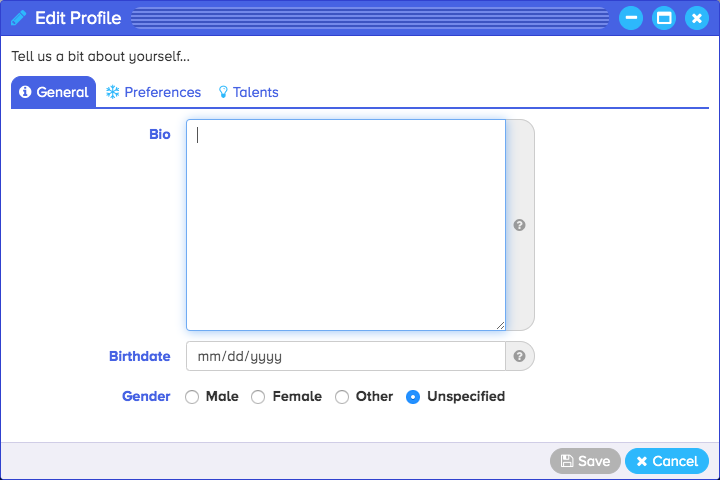 Edit Profile
Tell us a bit about yourself...
General Preferences Talents
Bio
?
Birthdate mm/dd/yyyy ?
Gender Male Female Other Unspecified
Save Cancel